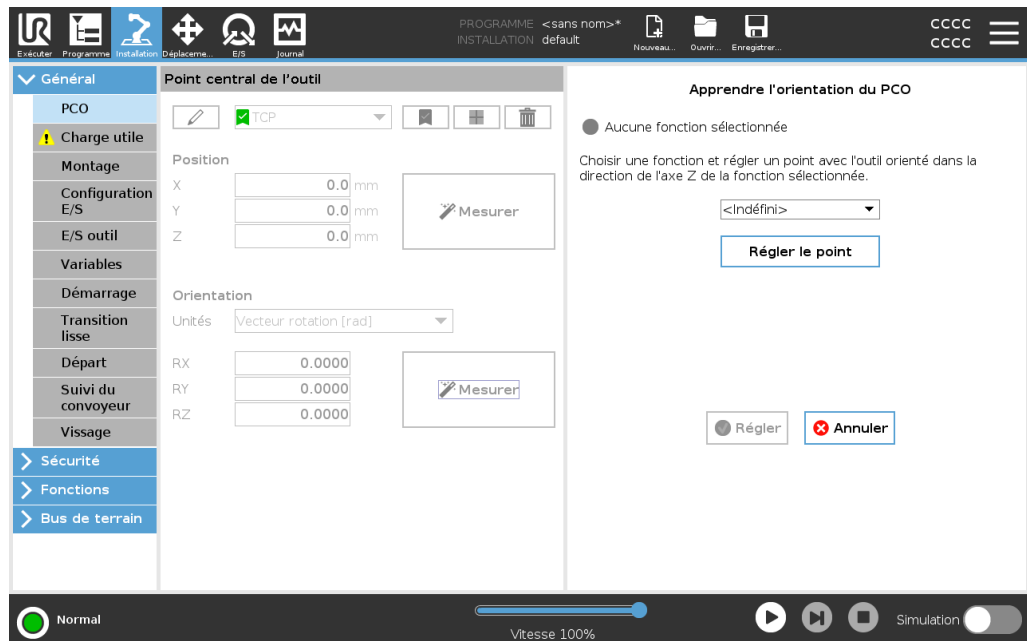 PROGRAMME <sans nom>*
INSTALLATION default
CCCC
CCCC
Exécuter
Programme
Installation
Déplaceme...
E/S
Journal
Nouveau...
Ouvrir...
Enregistrer...
Général
PCO
Charge utile
Montage
Configuration
E/S
E/S outil
Variables
Démarrage
Transition
lisse
Départ
Suivi du
convoyeur
Vissage
Sécurité
Fonctions
Bus de terrain
Point central de l'outil
TCP
Position
X 0.0 mm
Y 0.0 mm
Z 0.0 mm
Mesurer
Orientation
Unités Vecteur rotation [rad]
RX 0.0000
RY 0.0000
RZ 0.0000
Mesurer
Apprendre l'orientation du PCO
Aucune fonction sélectionnée
Choisir une fonction et régler un point avec l'outil orienté dans la
direction de l'axe Z de la fonction sélectionnée.
<Indéfini>
Régler le point
Régler
Annuler
Normal
Vitesse 100%
Simulation